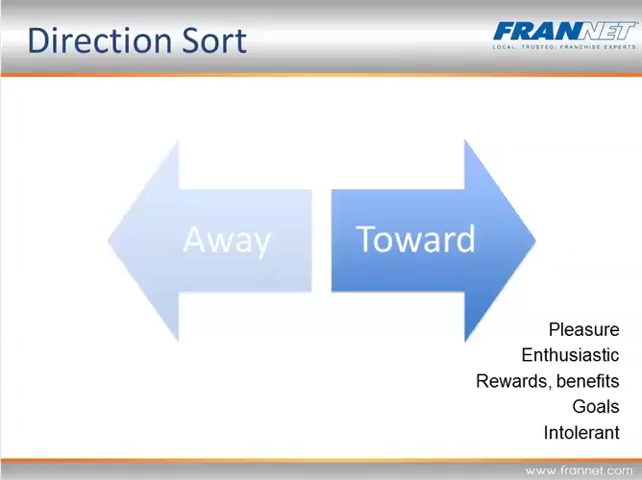 Direction Sort
FRANNET
LOCAL. TRUSTED. FRANCHISE EXPERTS.
Away
Toward
Pleasure
Enthusiastic
Rewards, benefits
Goals
Intolerant
www.frannet.com